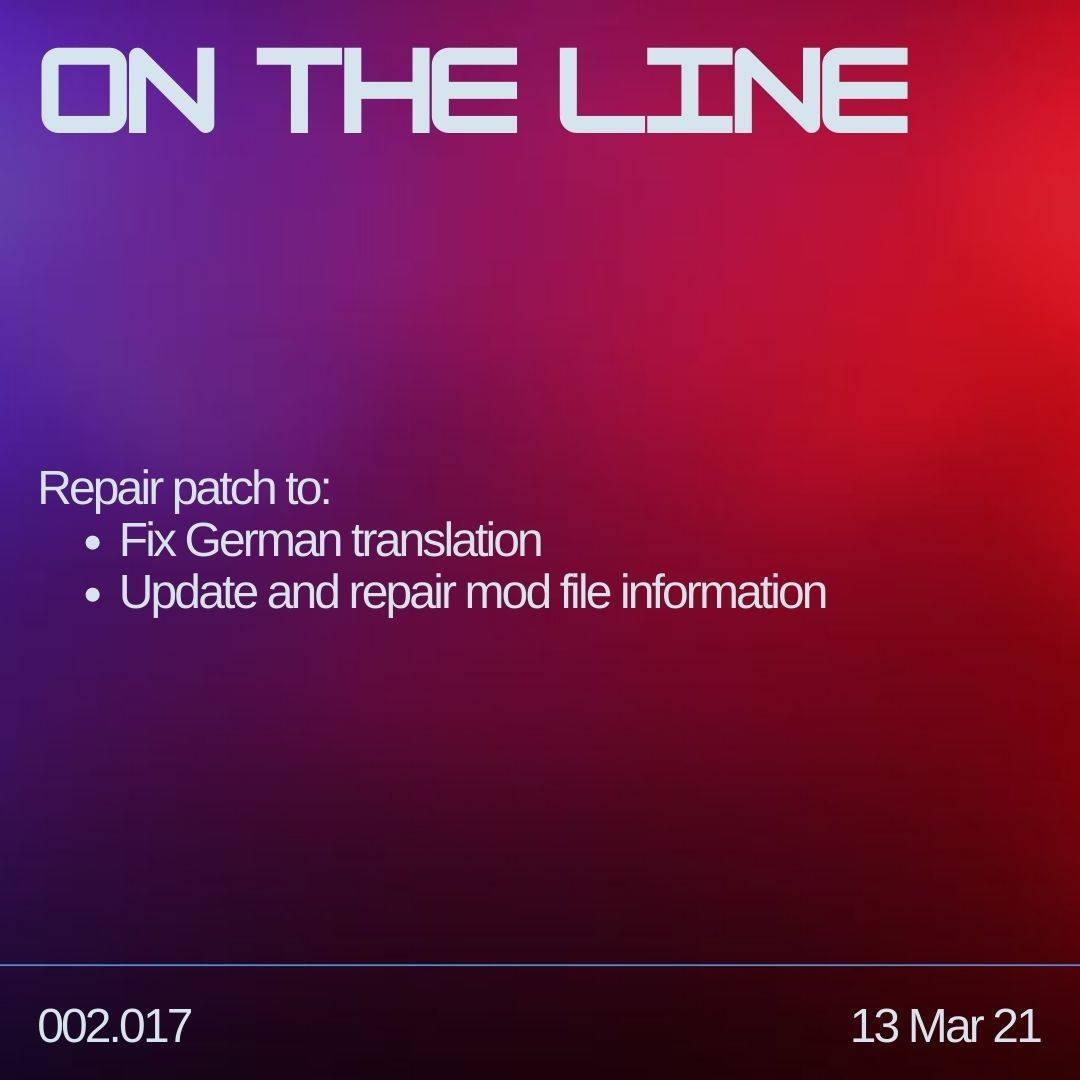 ON THE LINE
Repair patch to:
• Fix German translation
• Update and repair mod file information
002.017
13 Mar 21